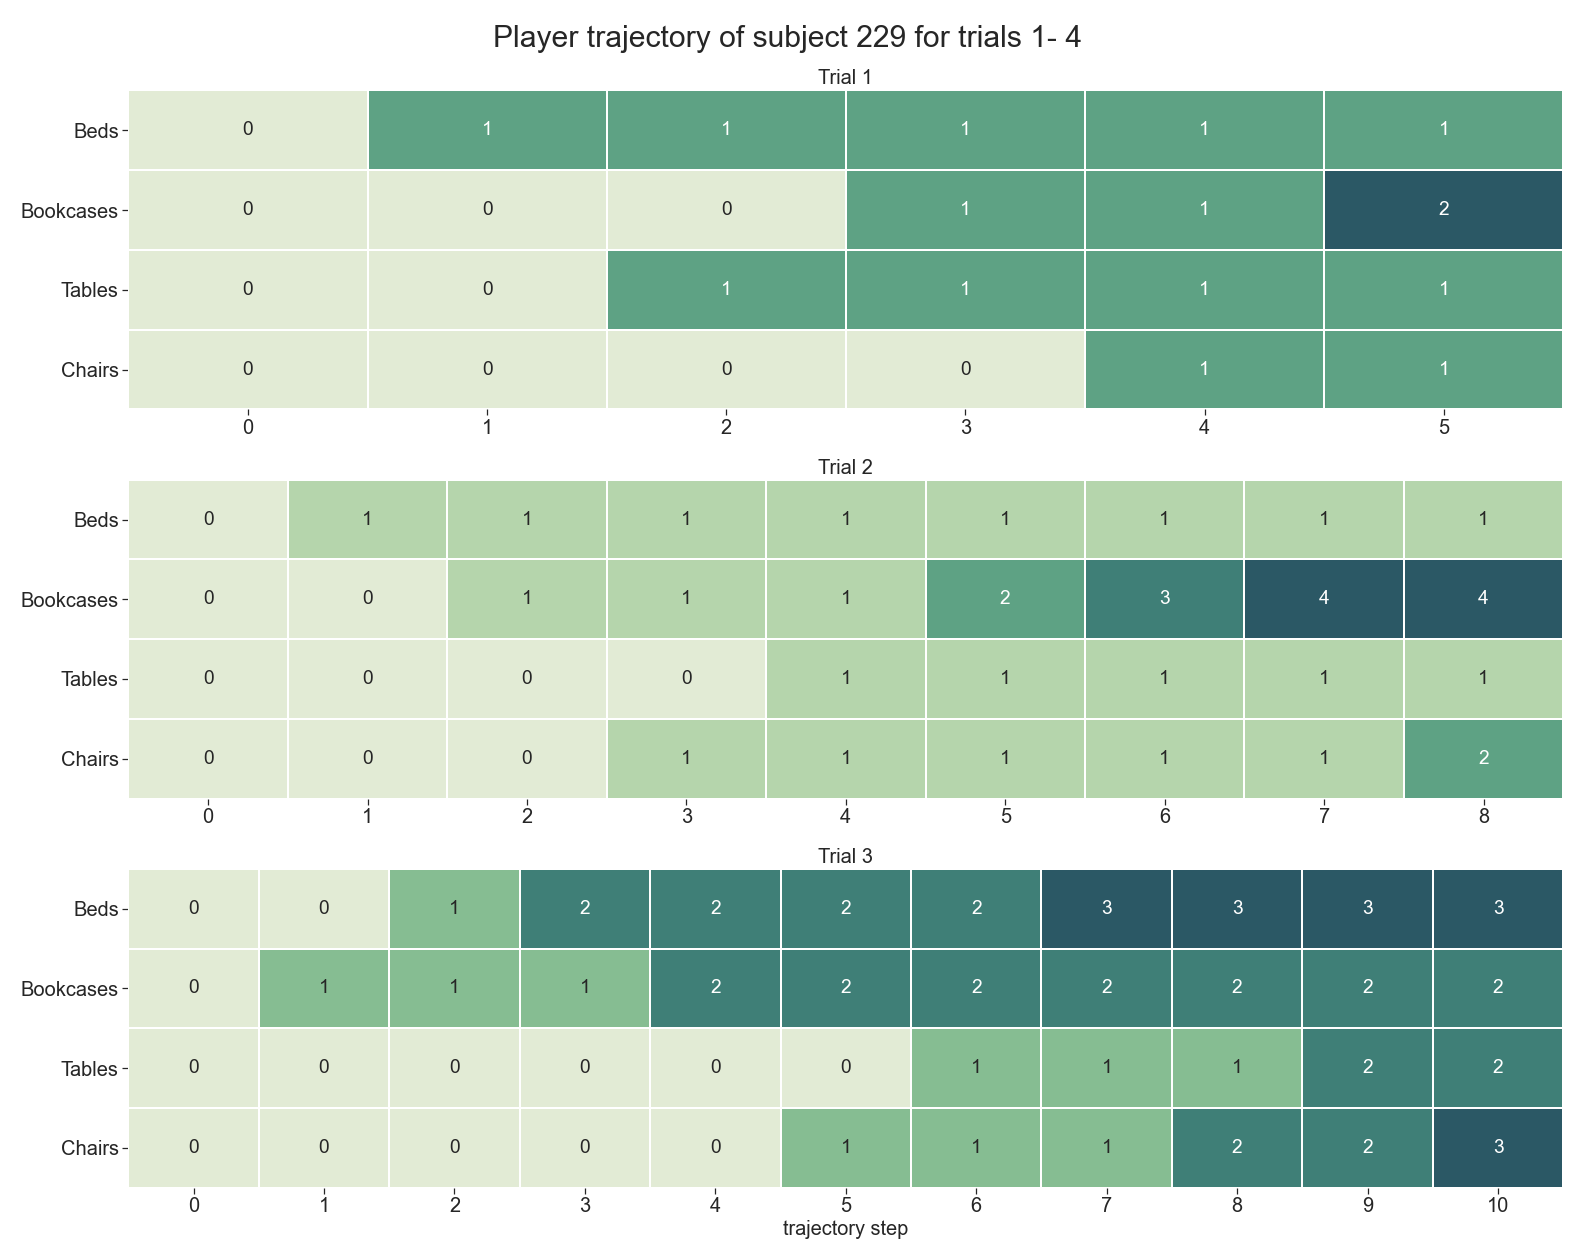 Player trajectory of subject 229 for trials 1- 4
Trial 1
Beds 0 1 1 1 1 1
Bookcases 0 0 0 1 1 2
Tables 0 0 1 1 1 1
Chairs 0 0 0 0 1 1
0 1 2 3 4 5
Trial 2
Beds 0 1 1 1 1 1 1 1 1
Bookcases 0 0 1 1 1 2 3 4 4
Tables 0 0 0 0 1 1 1 1 1
Chairs 0 0 0 1 1 1 1 1 2
0 1 2 3 4 5 6 7 8
Trial 3
Beds 0 0 1 2 2 2 2 3 3 3 3
Bookcases 0 1 1 1 2 2 2 2 2 2 2
Tables 0 0 0 0 0 0 1 1 1 2 2
Chairs 0 0 0 0 0 1 1 1 2 2 3
0 1 2 3 4 5 6 7 8 9 10
trajectory step